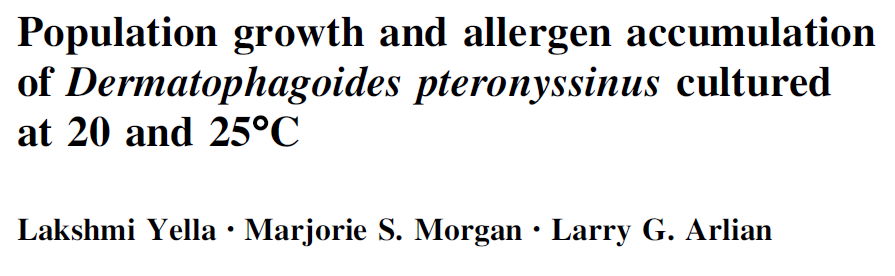 Population growth and allergen accumulation
of Dermatophagoides pteronyssinus cultured
at 20 and 25°C
Lakshmi Yella · Marjorie S. Morgan · Larry G. Arlian